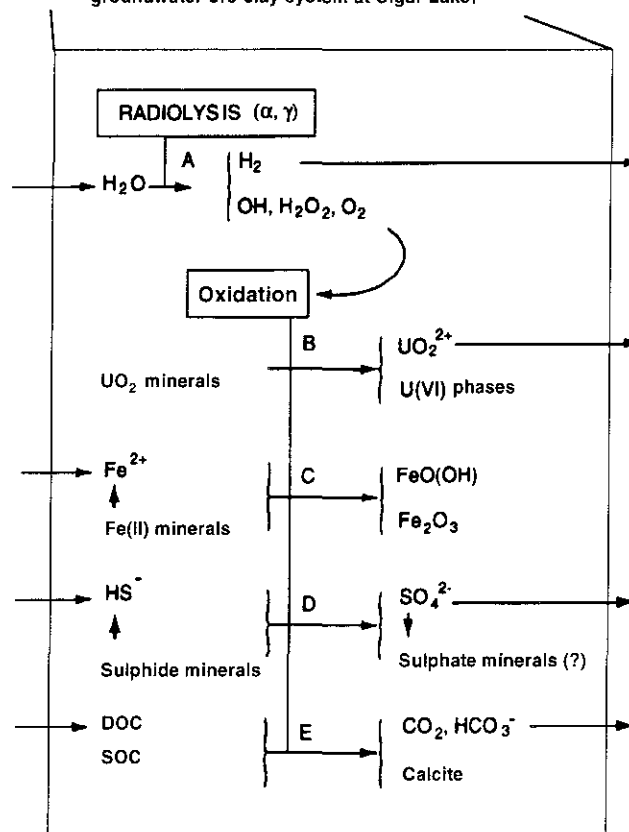 groundwater-ore-clay system at Cigar Lake.
RADIOLYSIS (α, γ)
A
H₂
H₂O
OH, H₂O₂, O₂
Oxidation
B
UO₂²⁺
UO₂ minerals
U(VI) phases
Fe²⁺
C
FeO(OH)
Fe(II) minerals
Fe₂O₃
HS⁻
D
SO₄²⁻
Sulphide minerals
Sulphate minerals (?)
DOC
E
CO₂, HCO₃⁻
SOC
Calcite